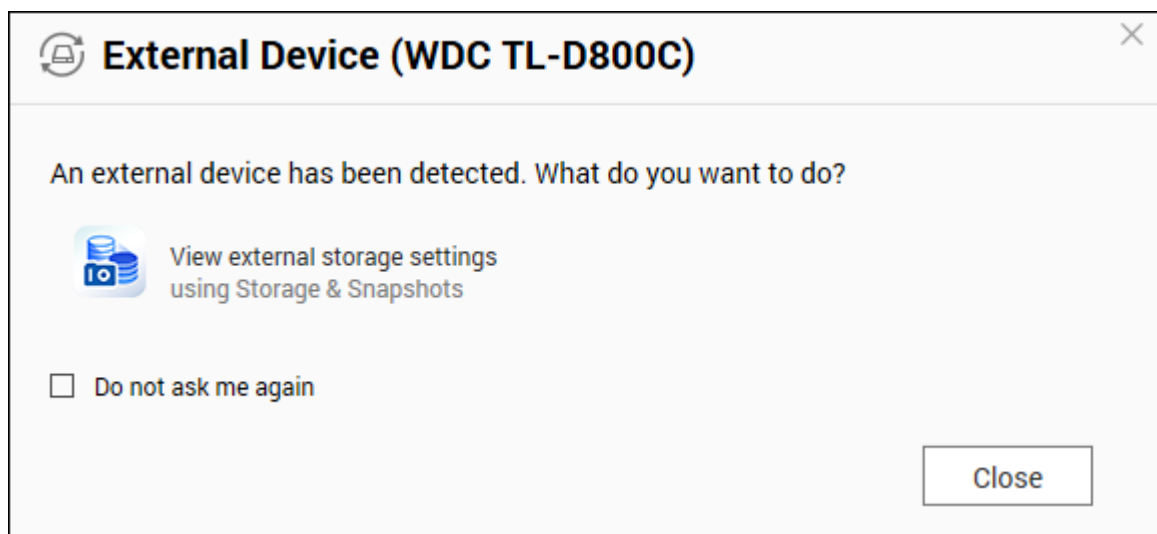 External Device (WDC TL-D800C)
An external device has been detected. What do you want to do?
View external storage settings
using Storage & Snapshots
Do not ask me again
Close